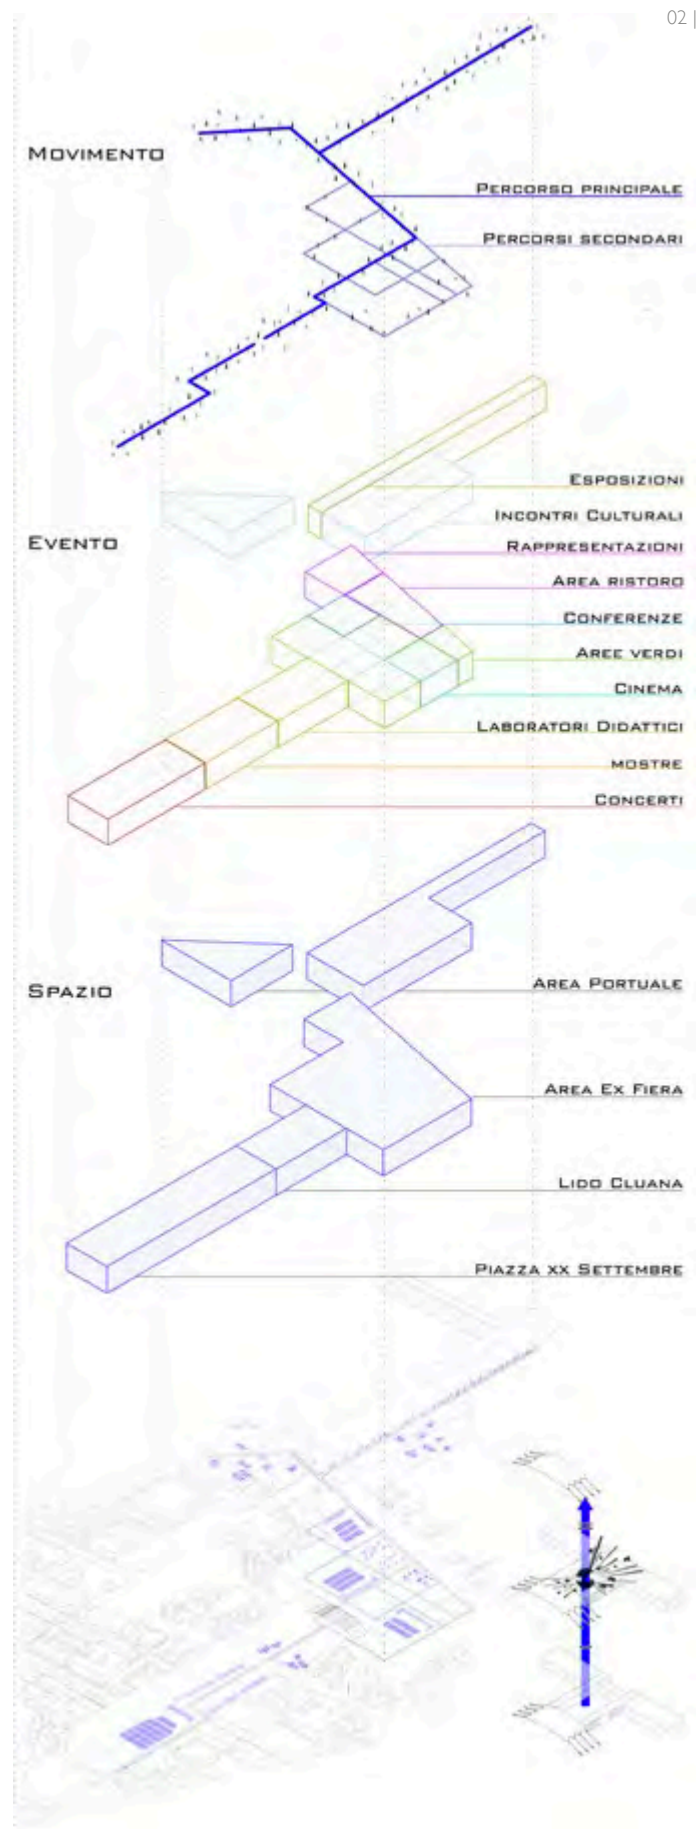 02 |
MOVIMENTO
PERCORSO PRINCIPALE
PERCORSI SECONDARI
ESPOSIZIONI
INCONTRI CULTURALI
EVENTO
RAPPRESENTAZIONI
AREA RISTORO
CONFERENZE
AREE VERDI
CINEMA
LABORATORI DIDATTICI
MOSTRE
CONCERTI
SPAZIO
AREA PORTUALE
AREA EX FIERA
LIDO CLUANA
PIAZZA XX SETTEMBRE